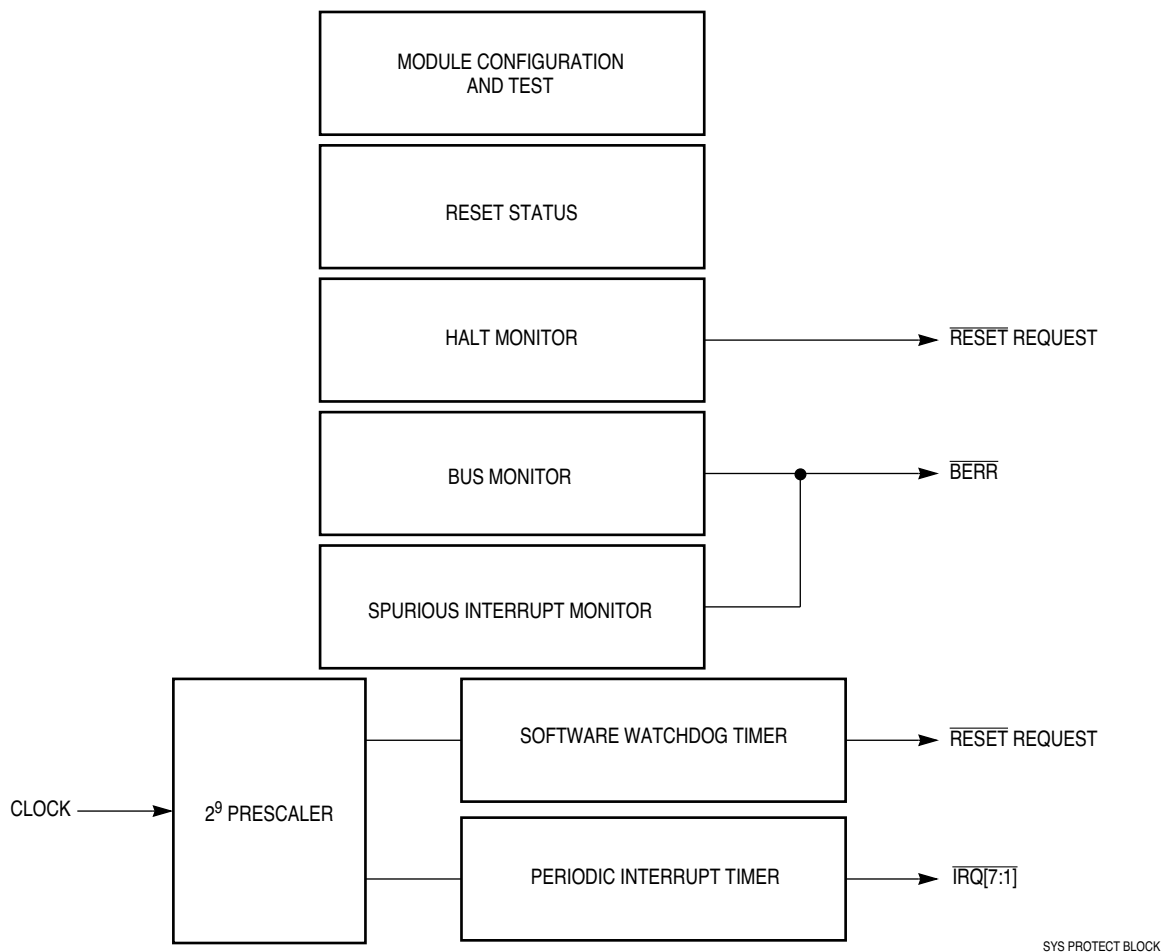 MODULE CONFIGURATION
AND TEST
RESET STATUS
HALT MONITOR
RESET REQUEST
BUS MONITOR
BERR
SPURIOUS INTERRUPT MONITOR
SOFTWARE WATCHDOG TIMER
RESET REQUEST
CLOCK
2⁹ PRESCALER
PERIODIC INTERRUPT TIMER
IRQ[7:1]
SYS PROTECT BLOCK